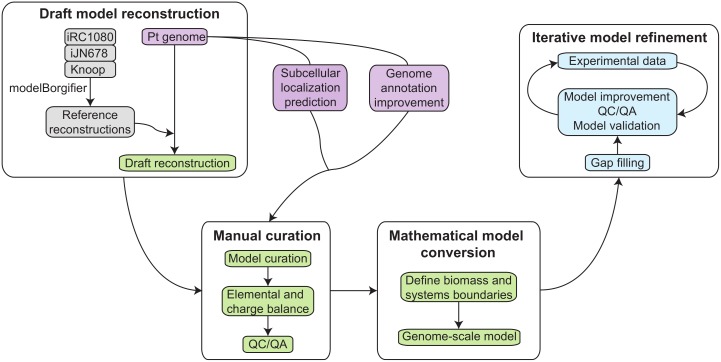 Draft model reconstruction
iRC1080
iJN678
Knoop
Pt genome
modelBorgifier
Reference
reconstructions
Draft reconstruction
Subcellular
localization
prediction
Genome
annotation
improvement
Iterative model refinement
Experimental data
Model improvement
QC/QA
Model validation
Gap filling
Manual curation
Model curation
Elemental and
charge balance
QC/QA
Mathematical model
conversion
Define biomass and
systems boundaries
Genome-scale model